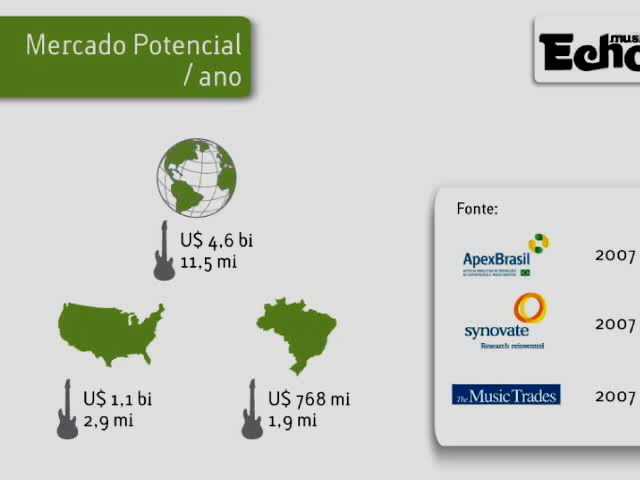 Mercado Potencial
/ ano
musi
Echo
U$ 4,6 bi
11,5 mi
U$ 1,1 bi
2,9 mi
U$ 768 mi
1,9 mi
Fonte:
ApexBrasil
2007
synovate
Research reinvented
2007
The Music Trades
2007